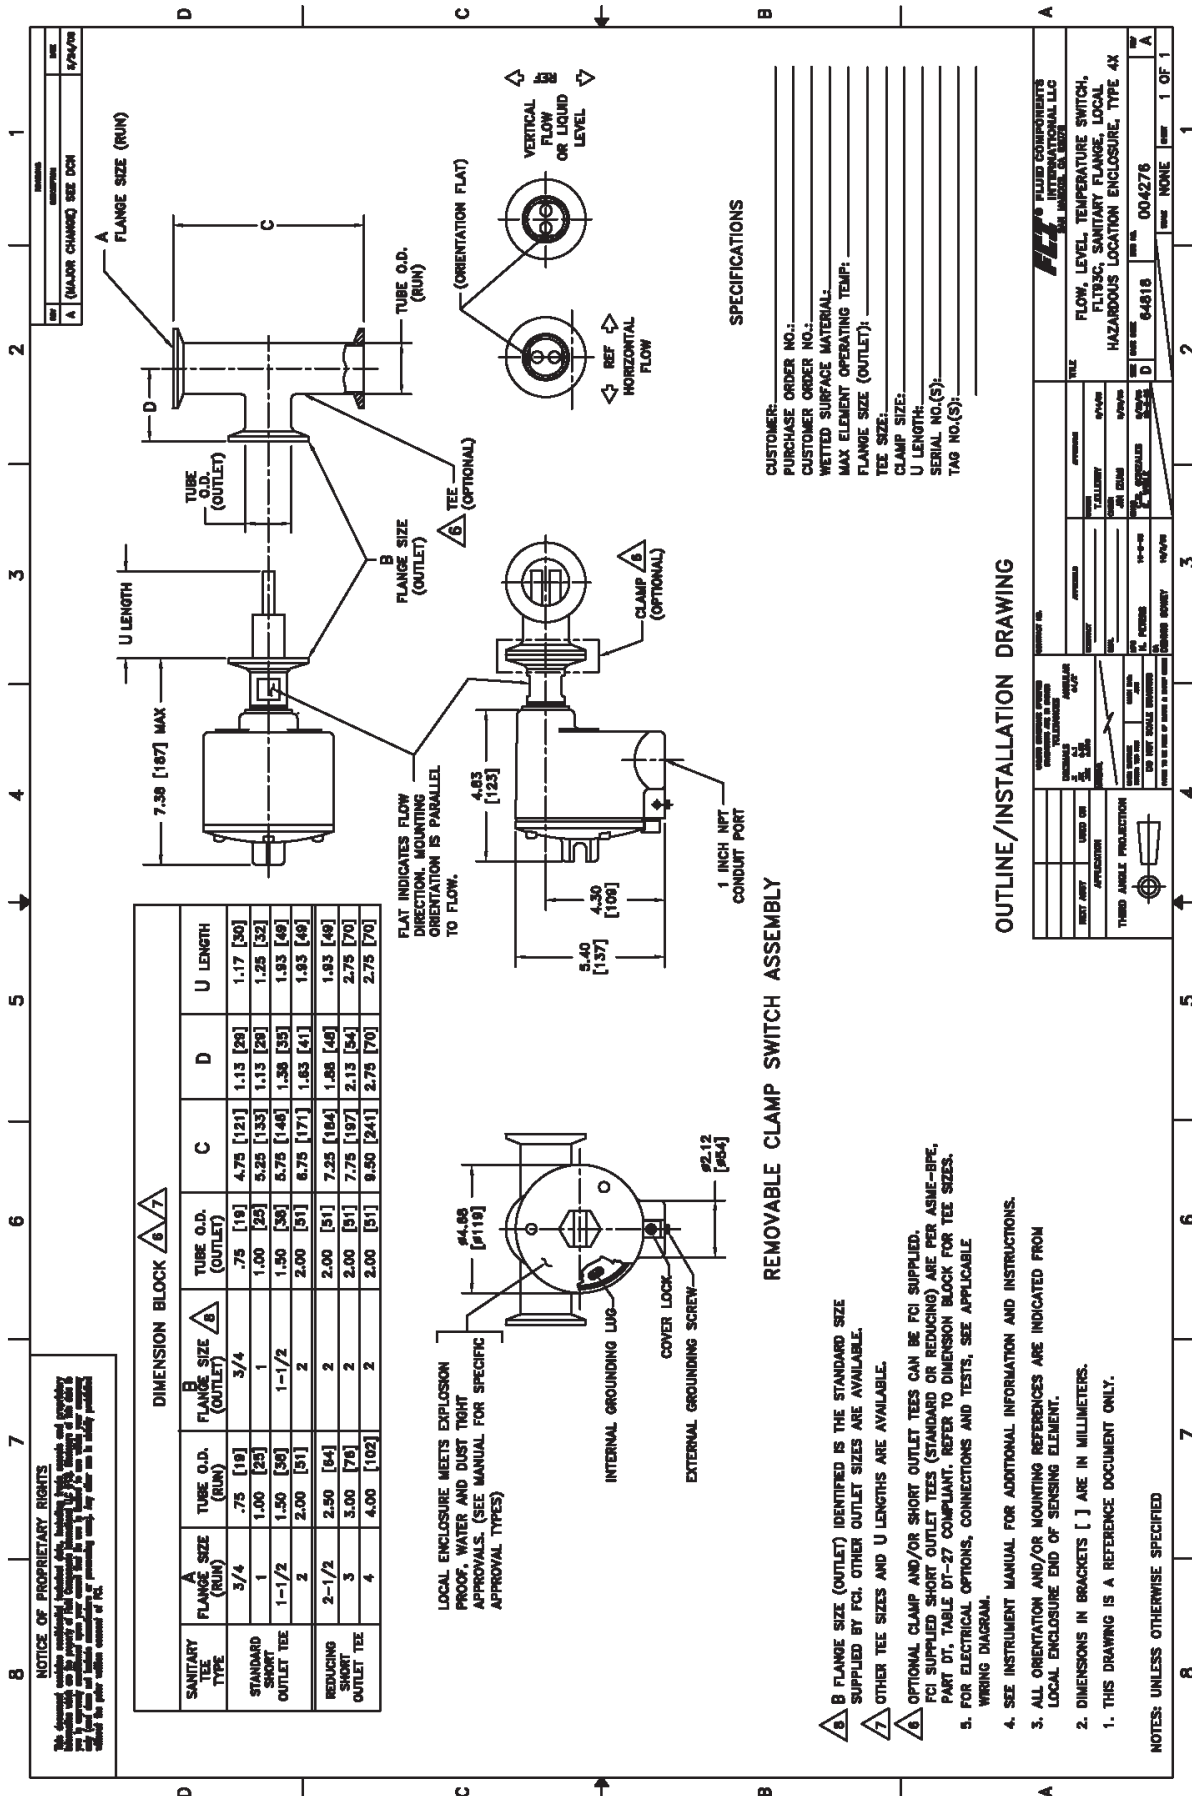 8
7
6
5
4
3
2
1
D
C
B
A
NOTICE OF PROPRIETARY RIGHTS
REV
DESCRIPTION
DATE
A
(MAJOR CHANGE) SEE DCN
DIMENSION BLOCK
6
7
SANITARY TEE TYPE
A FLANGE SIZE (RUN)
TUBE O.D. (RUN)
B FLANGE SIZE (OUTLET) 8
TUBE O.D. (OUTLET)
C
D
U LENGTH
STANDARD SHORT OUTLET TEE
3/4 .75 [19] 3/4 .75 [19] 4.75 [121] 1.13 [29] 1.17 [30]
1 1.00 [25] 1 1.00 [25] 5.25 [133] 1.13 [29] 1.25 [32]
1-1/2 1.50 [38] 1-1/2 1.50 [38] 5.75 [146] 1.38 [35] 1.93 [49]
2 2.00 [51] 2 2.00 [51] 6.75 [171] 1.63 [41] 1.93 [49]
REDUCING SHORT OUTLET TEE
2-1/2 2.50 [64] 2 2.00 [51] 7.25 [184] 1.88 [48] 1.93 [49]
3 3.00 [76] 2 2.00 [51] 7.75 [197] 2.13 [54] 2.75 [70]
4 4.00 [102] 2 2.00 [51] 9.50 [241] 2.75 [70] 2.75 [70]
7.38 [187] MAX
U LENGTH
TUBE
O.D.
(OUTLET)
D
A
FLANGE SIZE (RUN)
C
TUBE O.D.
(RUN)
B
FLANGE SIZE
(OUTLET)
6
TEE
(OPTIONAL)
FLAT INDICATES FLOW
DIRECTION. MOUNTING
ORIENTATION IS PARALLEL
TO FLOW.
(ORIENTATION FLAT)
REF
HORIZONTAL
FLOW
VERTICAL
FLOW
OR LIQUID
LEVEL
REF
LOCAL ENCLOSURE MEETS EXPLOSION
PROOF, WATER AND DUST TIGHT
APPROVALS. (SEE MANUAL FOR SPECIFIC
APPROVAL TYPES)
ø4.68
[ø119]
ø2.12
[ø54]
INTERNAL GROUNDING LUG
COVER LOCK
EXTERNAL GROUNDING SCREW
4.83
[123]
4.30
[109]
5.40
[137]
CLAMP
(OPTIONAL)
6
1 INCH NPT
CONDUIT PORT
REMOVABLE CLAMP SWITCH ASSEMBLY
SPECIFICATIONS
CUSTOMER:
PURCHASE ORDER NO.:
CUSTOMER ORDER NO.:
WETTED SURFACE MATERIAL:
MAX ELEMENT OPERATING TEMP:
FLANGE SIZE (OUTLET):
TEE SIZE:
CLAMP SIZE:
U LENGTH:
SERIAL NO.(S):
TAG NO.(S):
8 B FLANGE SIZE (OUTLET) IDENTIFIED IS THE STANDARD SIZE
SUPPLIED BY FCI. OTHER OUTLET SIZES ARE AVAILABLE.
7 OTHER TEE SIZES AND U LENGTHS ARE AVAILABLE.
6 OPTIONAL CLAMP AND/OR SHORT OUTLET TEES CAN BE FCI SUPPLIED.
FCI SUPPLIED SHORT OUTLET TEES (STANDARD OR REDUCING) ARE PER ASME-BPE,
PART DT, TABLE DT-27 COMPLIANT. REFER TO DIMENSION BLOCK FOR TEE SIZES.
5. FOR ELECTRICAL OPTIONS, CONNECTIONS AND TESTS, SEE APPLICABLE
WIRING DIAGRAM.
4. SEE INSTRUMENT MANUAL FOR ADDITIONAL INFORMATION AND INSTRUCTIONS.
3. ALL ORIENTATION AND/OR MOUNTING REFERENCES ARE INDICATED FROM
LOCAL ENCLOSURE END OF SENSING ELEMENT.
2. DIMENSIONS IN BRACKETS [ ] ARE IN MILLIMETERS.
1. THIS DRAWING IS A REFERENCE DOCUMENT ONLY.
NOTES: UNLESS OTHERWISE SPECIFIED
OUTLINE/INSTALLATION DRAWING
NEXT ASSY
USED ON
APPLICATION
THIRD ANGLE PROJECTION
DO NOT SCALE DRAWING
FCI FLUID COMPONENTS
INTERNATIONAL LLC
TITLE
FLOW, LEVEL, TEMPERATURE SWITCH,
FLT93C, SANITARY FLANGE, LOCAL
HAZARDOUS LOCATION ENCLOSURE, TYPE 4X
D
64818
004276
A
NONE
1 OF 1